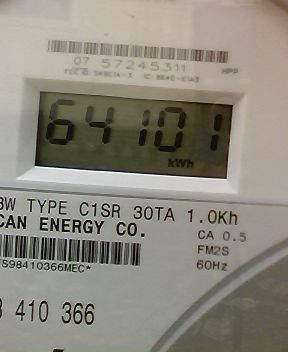 07 57245311
HPP
64101
kWh
3W TYPE C1SR 30TA 1.0Kh
CAN ENERGY CO.
CA 0.5
FM2S
60Hz
S98410366MEC*
410 366